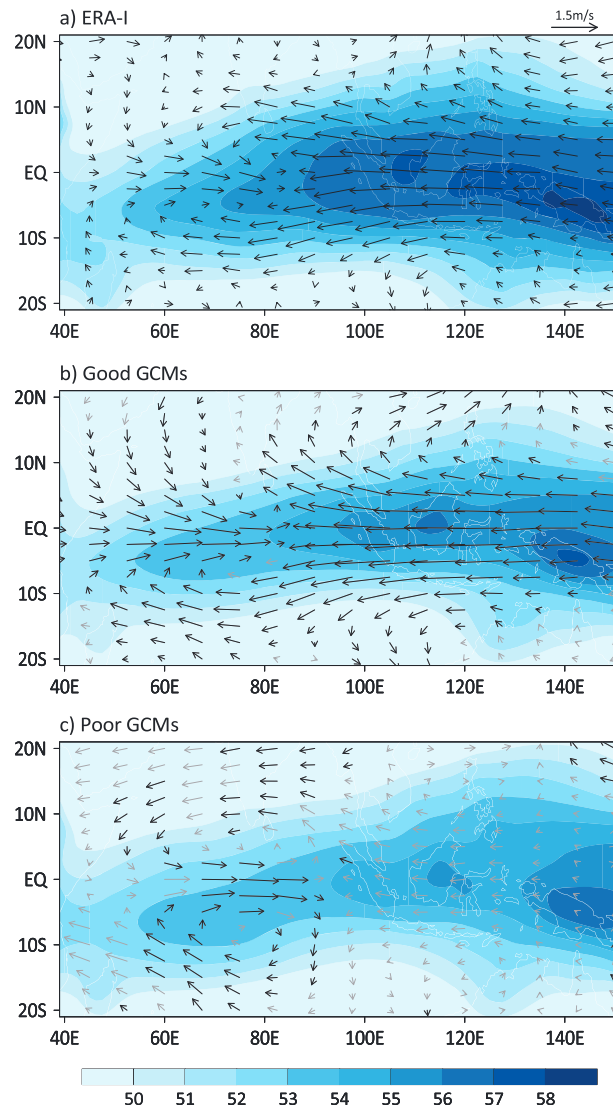 a) ERA-I
1.5m/s
20N
10N
EQ
10S
20S
40E 60E 80E 100E 120E 140E
b) Good GCMs
20N
10N
EQ
10S
20S
40E 60E 80E 100E 120E 140E
c) Poor GCMs
20N
10N
EQ
10S
20S
40E 60E 80E 100E 120E 140E
50 51 52 53 54 55 56 57 58